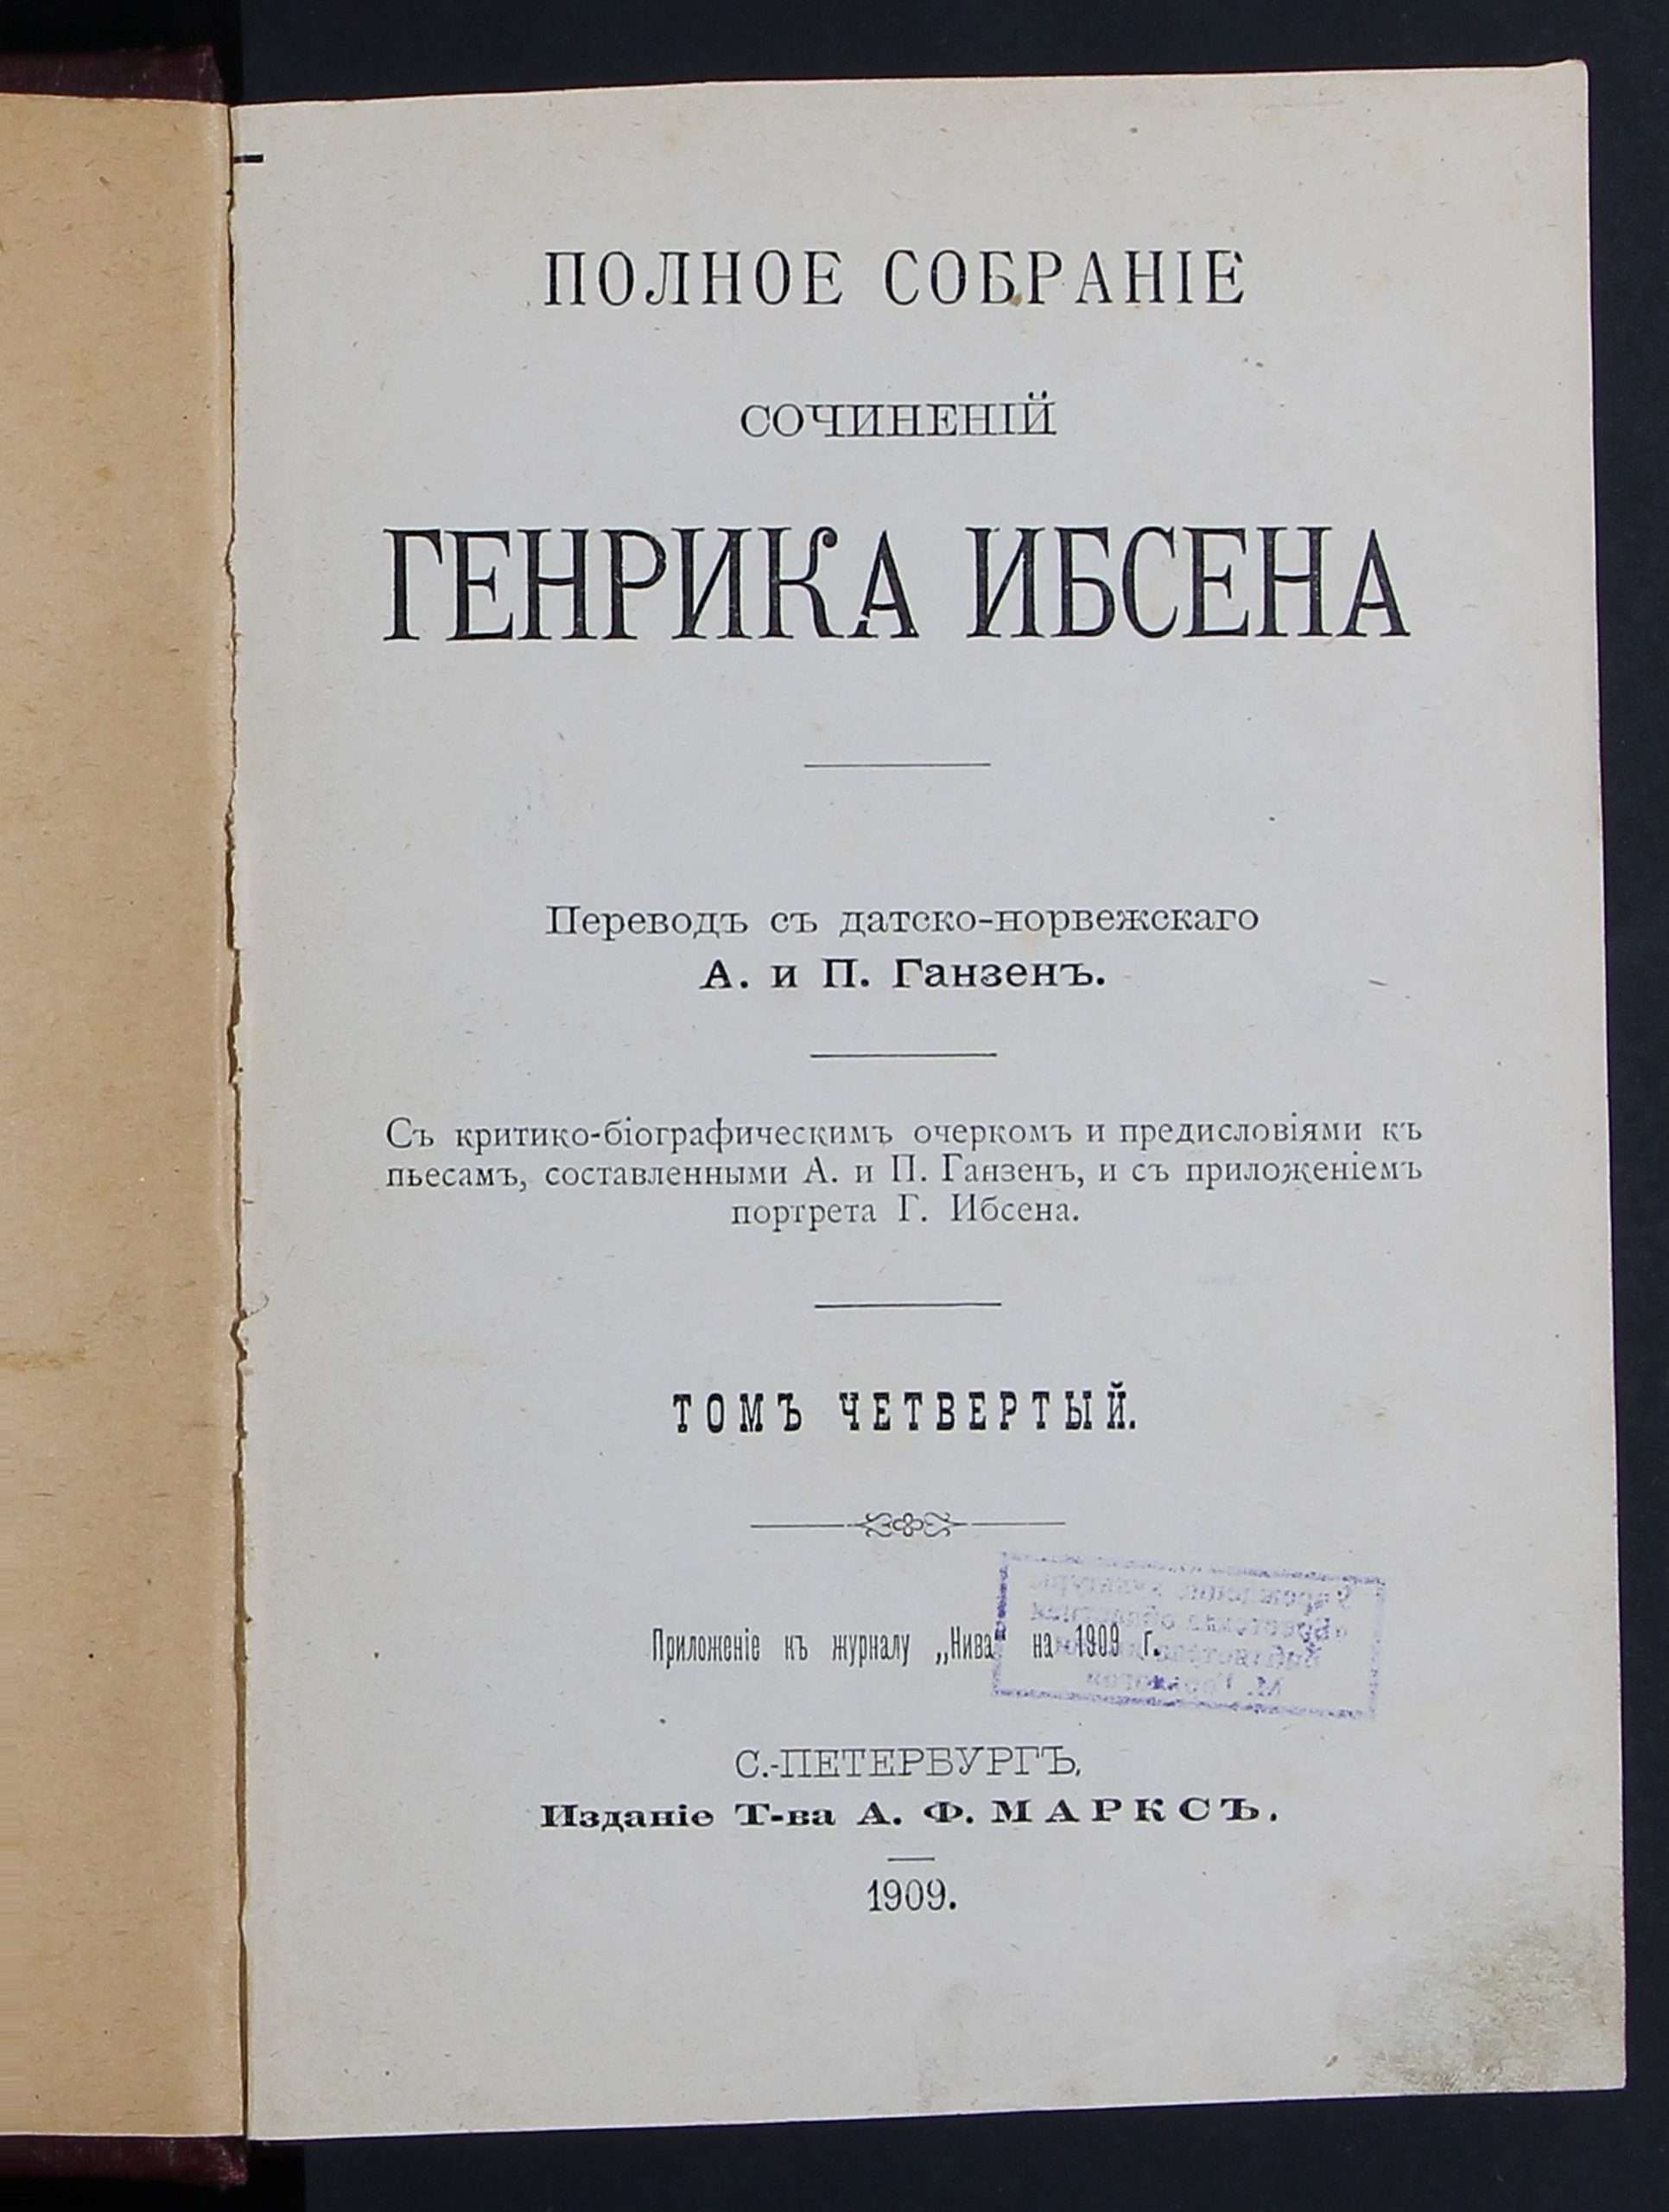 ПОЛНОЕ СОБРАНІЕ
СОЧИНЕНІЙ
ГЕНРИКА ИБСЕНА
Переводъ съ датско-норвежскаго
А. и П. Ганзенъ.
Съ критико-біографическимъ очеркомъ и предисловіями къ
пьесамъ, составленными А. и П. Ганзенъ, и съ приложеніемъ
портрета Г. Ибсена.
ТОМЪ ЧЕТВЕРТЫЙ.
Приложеніе къ журналу „Нива“ на 1909 г.
С.-ПЕТЕРБУРГЪ,
Изданіе Т-ва А. Ф. МАРКСЪ.
1909.